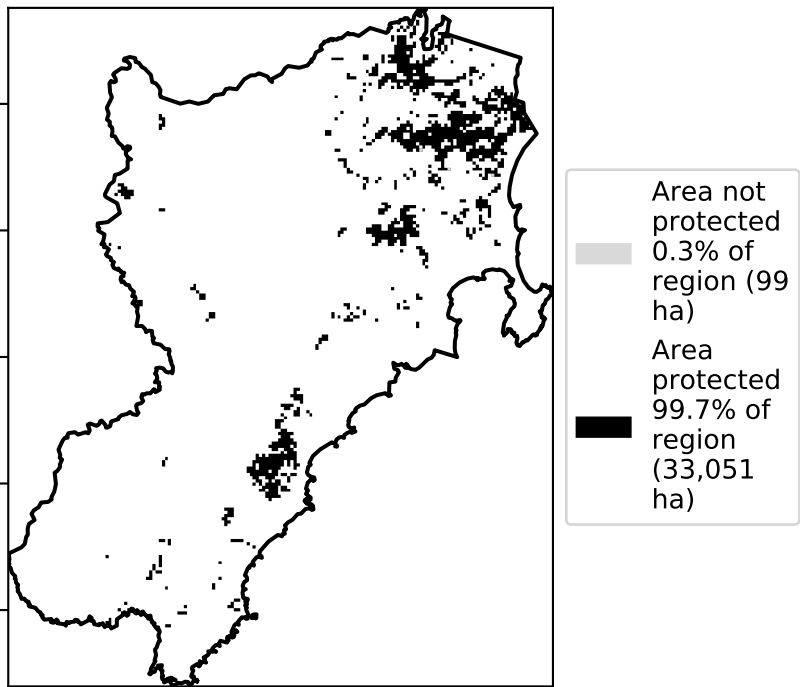 Area not
protected
0.3% of
region (99
ha)
Area
protected
99.7% of
region
(33,051
ha)